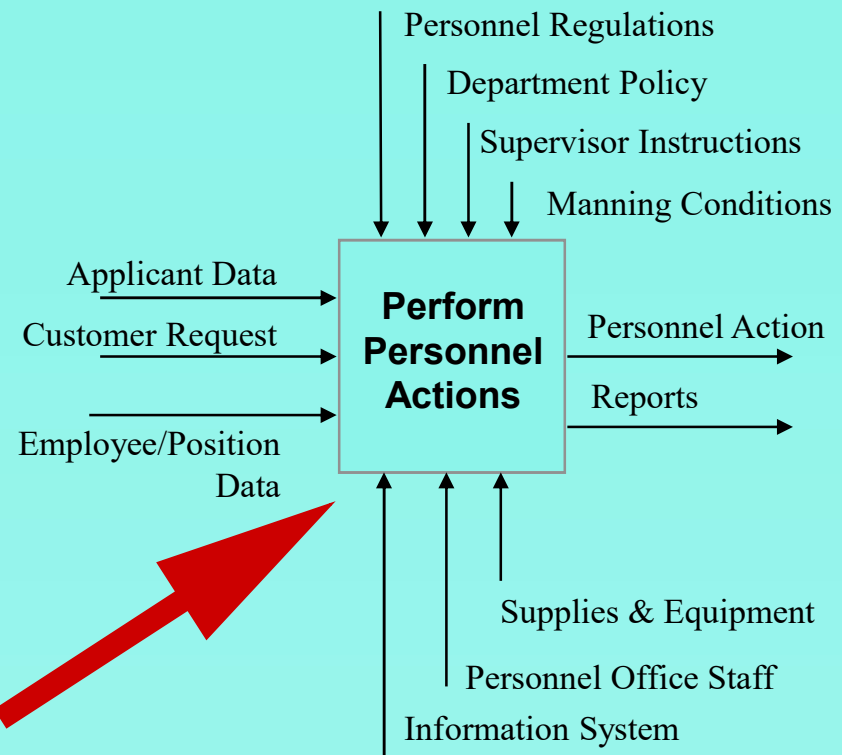 Personnel Regulations
Department Policy
Supervisor Instructions
Manning Conditions
Applicant Data
Customer Request
Employee/Position
Data
Perform
Personnel
Actions
Personnel Action
Reports
Supplies & Equipment
Personnel Office Staff
Information System